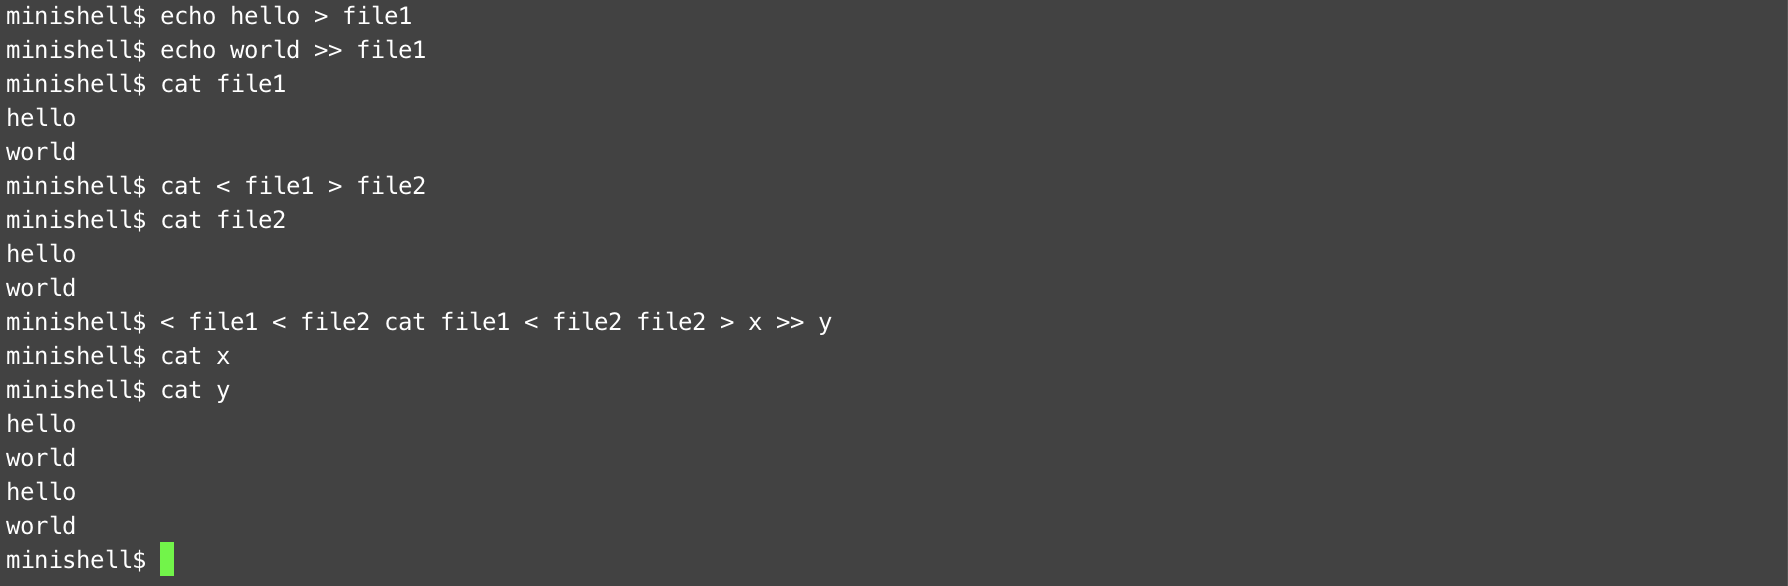 minishell$ echo hello > file1
minishell$ echo world >> file1
minishell$ cat file1
hello
world
minishell$ cat < file1 > file2
minishell$ cat file2
hello
world
minishell$ < file1 < file2 cat file1 < file2 file2 > x >> y
minishell$ cat x
minishell$ cat y
hello
world
hello
world
minishell$